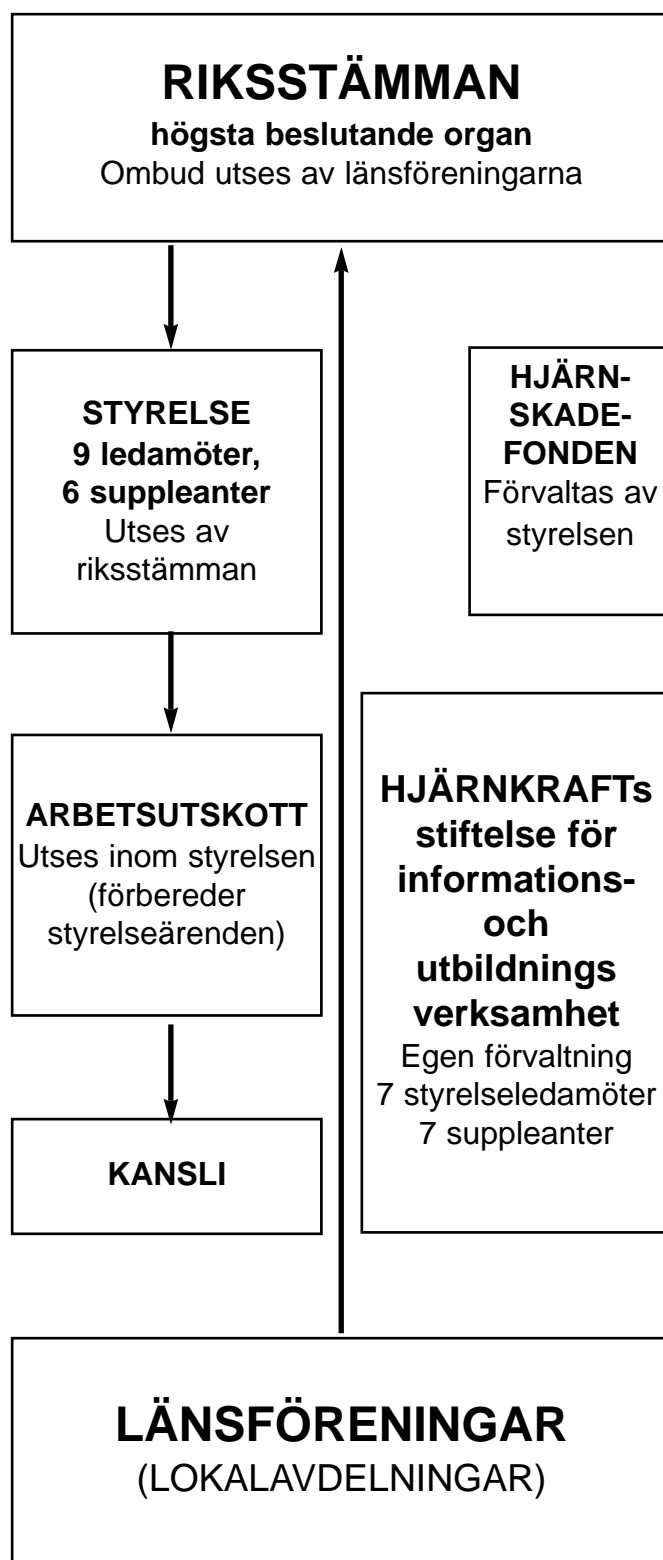 RIKSSTÄMMAN
högsta beslutande organ
Ombud utses av länsföreningarna
STYRELSE
9 ledamöter,
6 suppleanter
Utses av
riksstämman
HJÄRN-
SKADE-
FONDEN
Förvaltas av
styrelsen
ARBETSUTSKOTT
Utses inom styrelsen
(förbereder
styrelseärenden)
HJÄRNKRAFTs
stiftelse för
informations-
och
utbildnings
verksamhet
Egen förvaltning
7 styrelseledamöter
7 suppleanter
KANSLI
LÄNSFÖRENINGAR
(LOKALAVDELNINGAR)